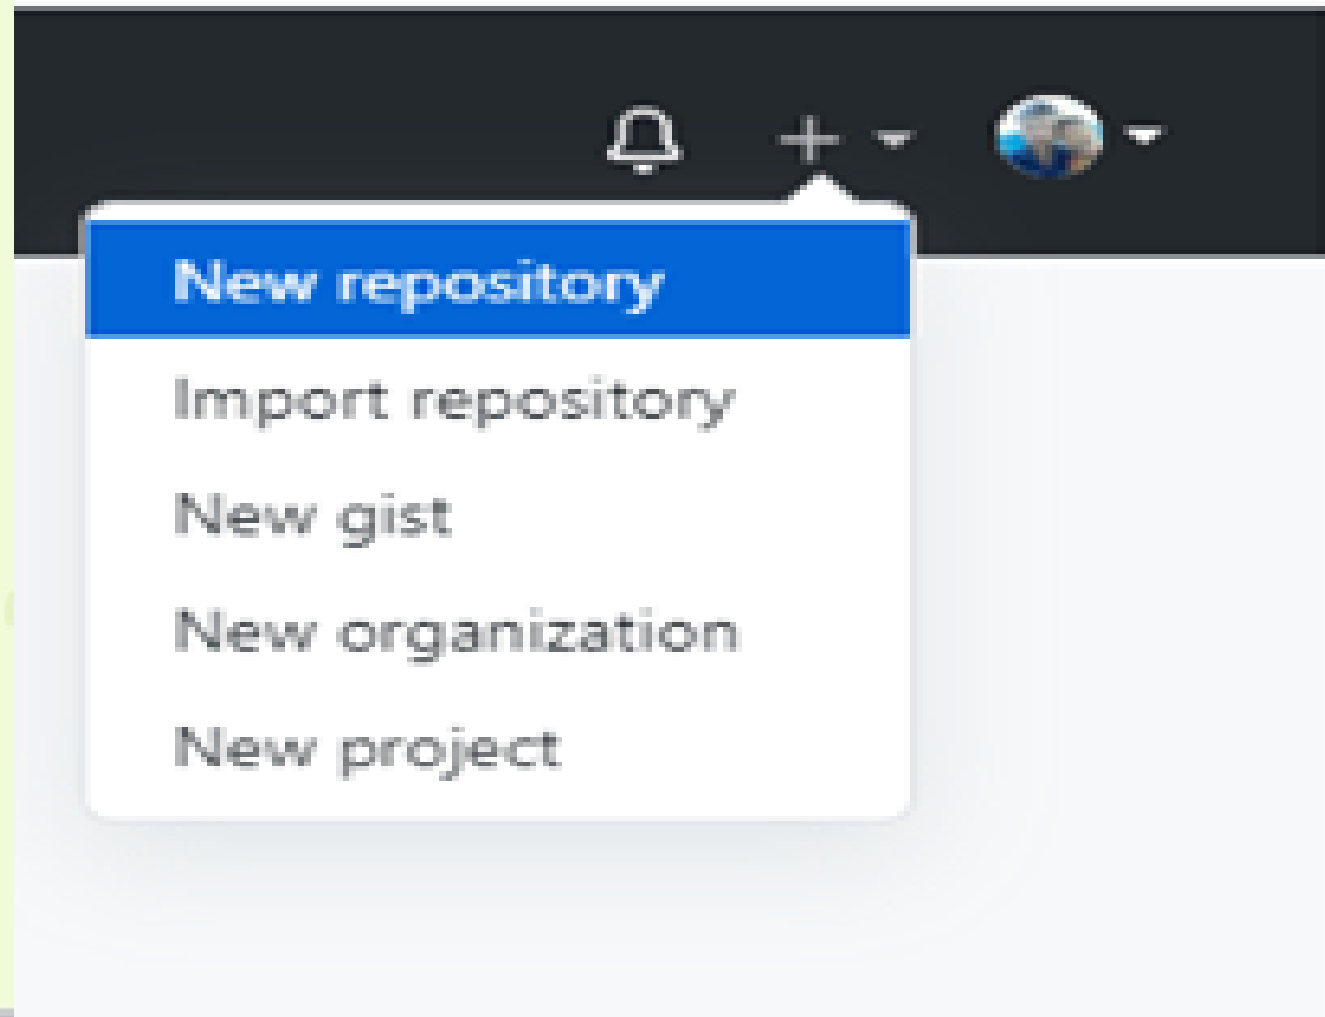 New repository
Import repository
New gist
New organization
New project